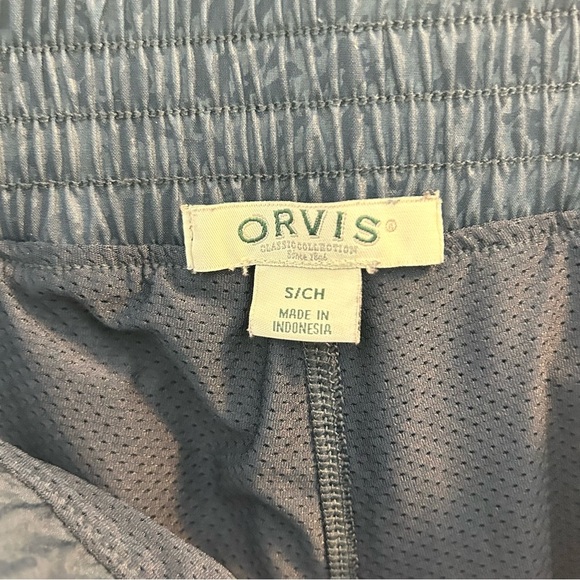 ORVIS®
CLASSIC COLLECTION
SINCE 1856
S/CH
MADE IN
INDONESIA